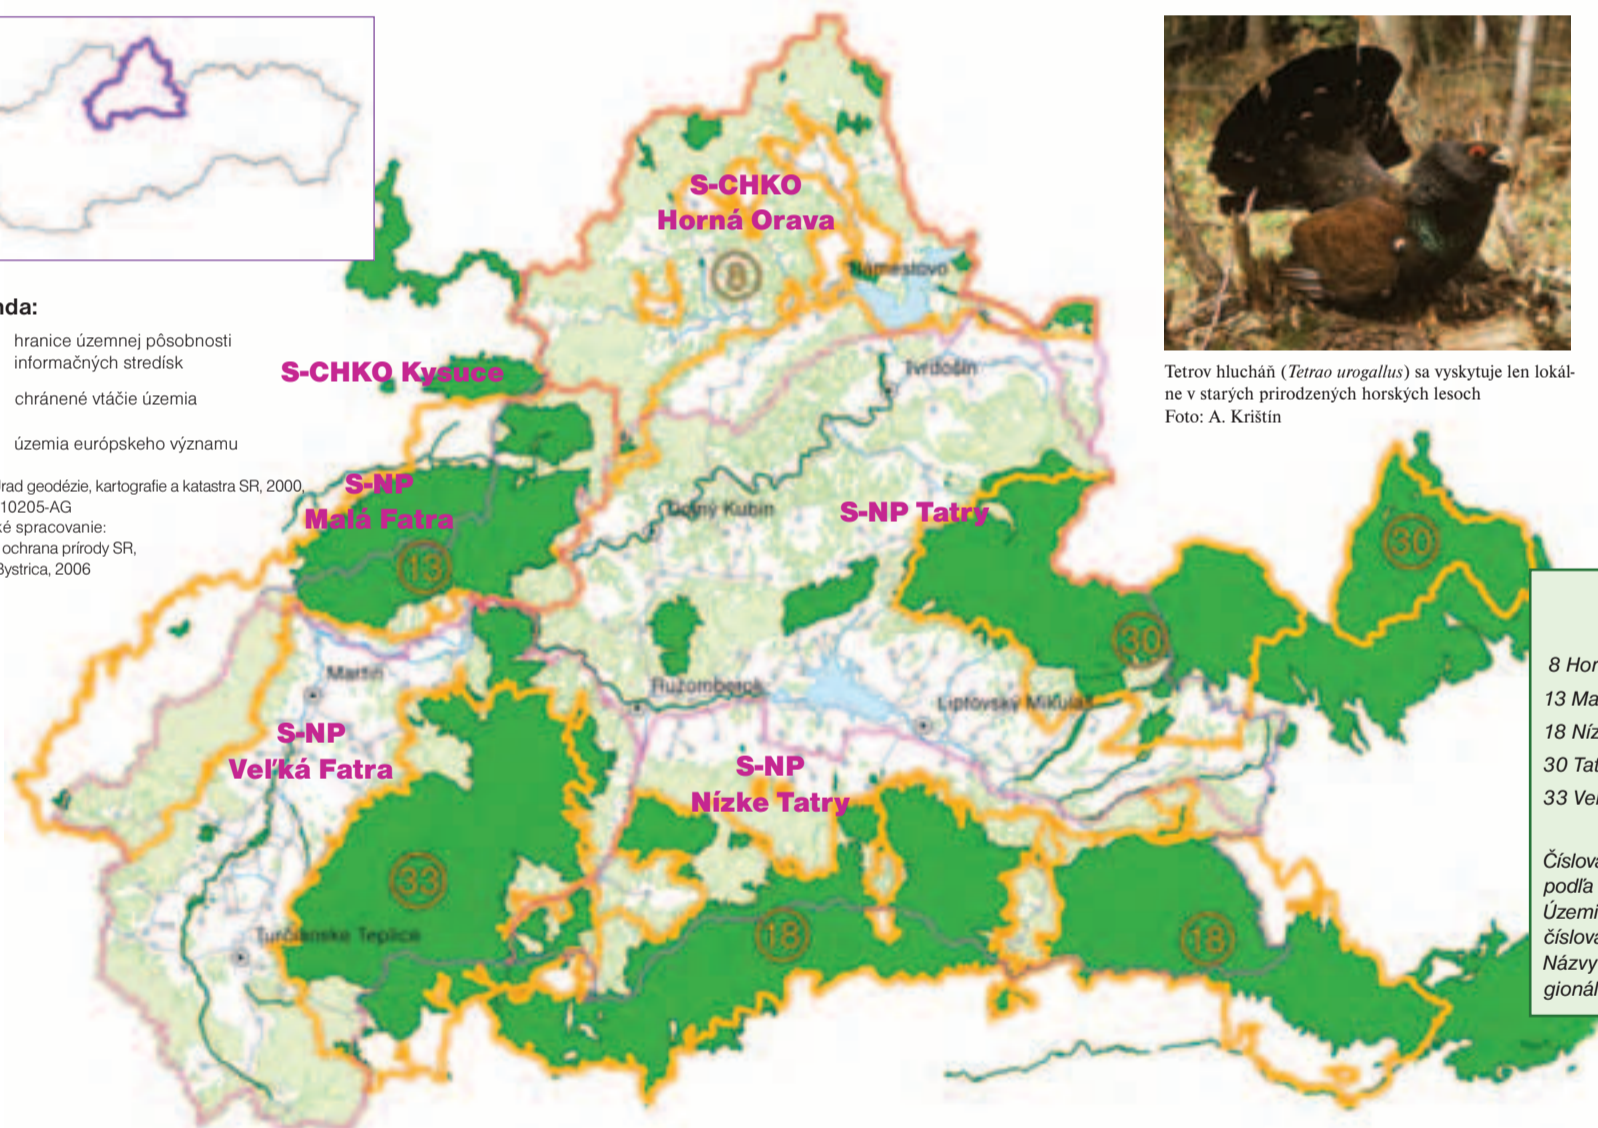 nda:
hranice územnej pôsobnosti
informačných stredísk
chránené vtáčie územia
územia európskeho významu
rad geodézie, kartografie a katastra SR, 2000,
10205-AG
ké spracovanie:
ochrana prírody SR,
Bystrica, 2006
S-CHKO
Horná Orava
8
Námestovo
S-CHKO Kysuce
Tvrdošín
S-NP
Malá Fatra
13
Dolný Kubín
S-NP Tatry
30
30
Martin
Ružomberok
Liptovský Mikuláš
S-NP
Veľká Fatra
S-NP
Nízke Tatry
33
18
18
Turčianske Teplice
Tetrov hlucháň (Tetrao urogallus) sa vyskytuje len lokál-
ne v starých prirodzených horských lesoch
Foto: A. Krištín
8 Hor
13 Ma
18 Níz
30 Tat
33 Veľ
Číslova
podľa
Územi
číslova
Názvy
gionál